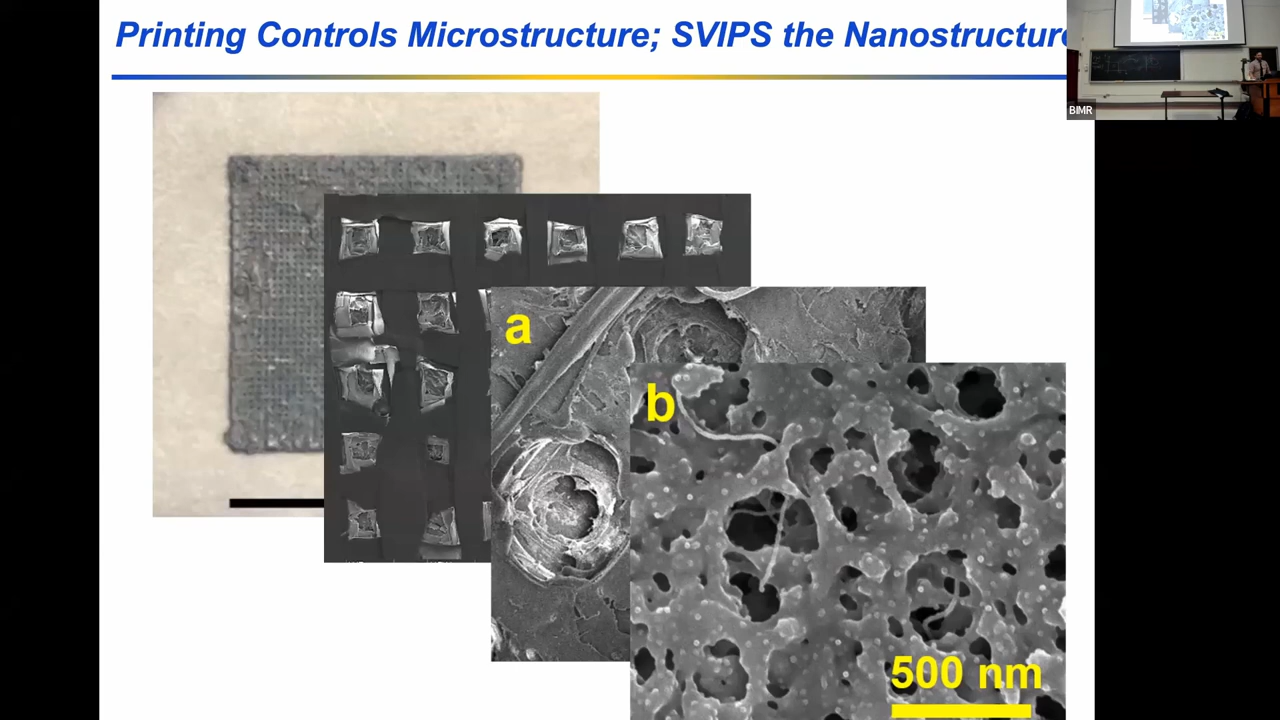 Printing Controls Microstructure; SVIPS the Nanostructure
BIMR
a
b
500 nm